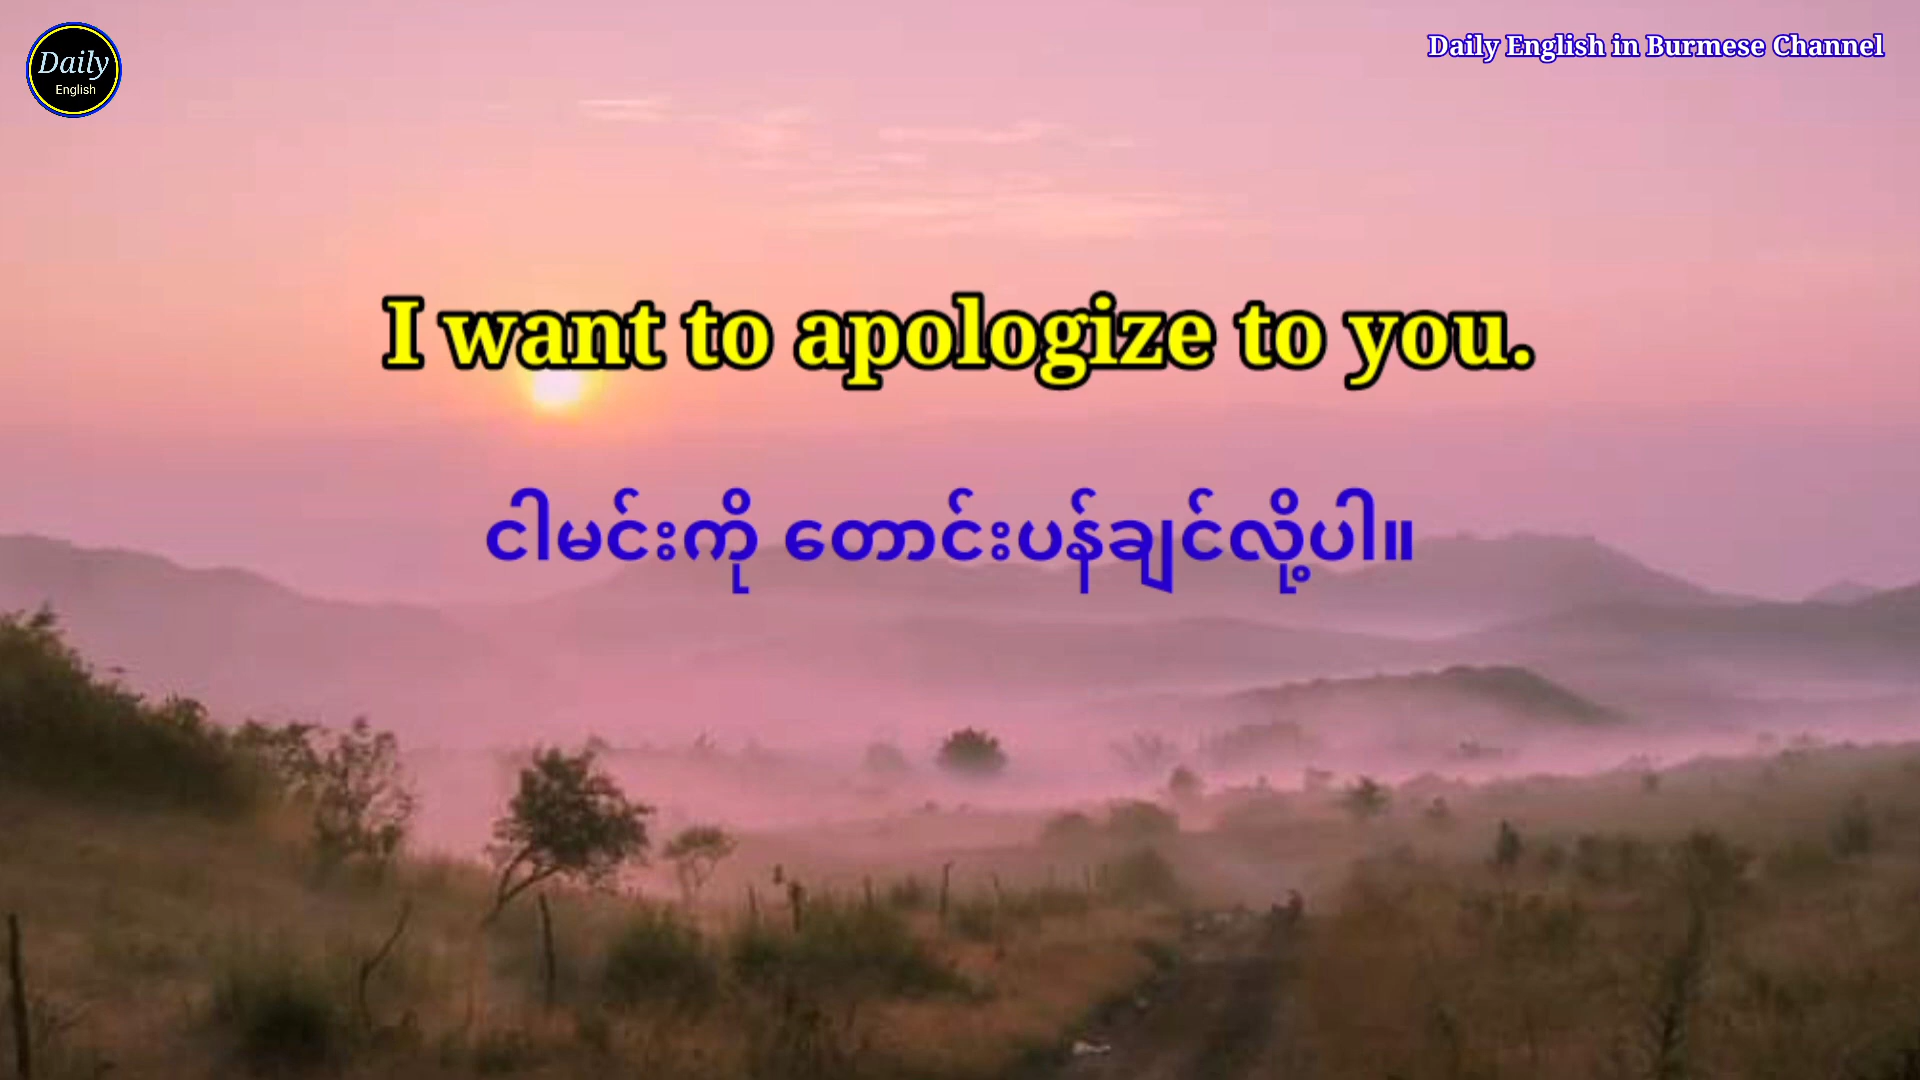 Daily
English
Daily English in Burmese Channel
I want to apologize to you.
ငါမင်းကို တောင်းပန်ချင်လို့ပါ။